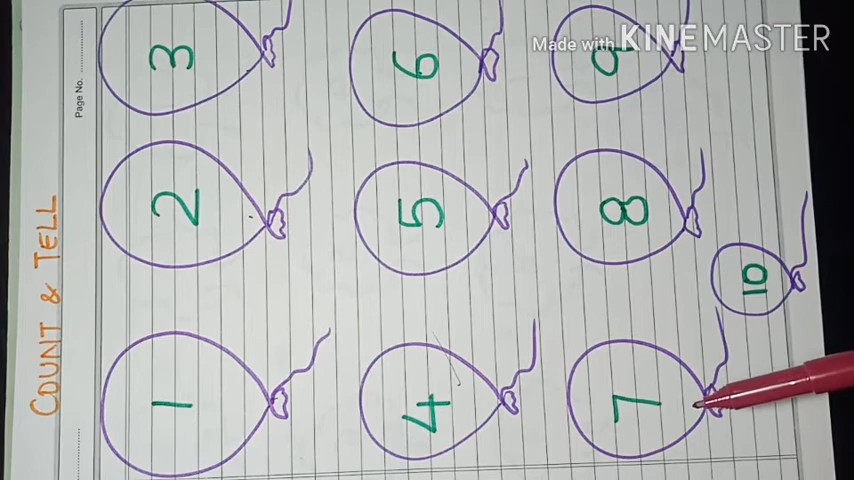 Made with KINEMASTER
Page No.
COUNT & TELL
1 2 3
4 5 6
7 8 9
10